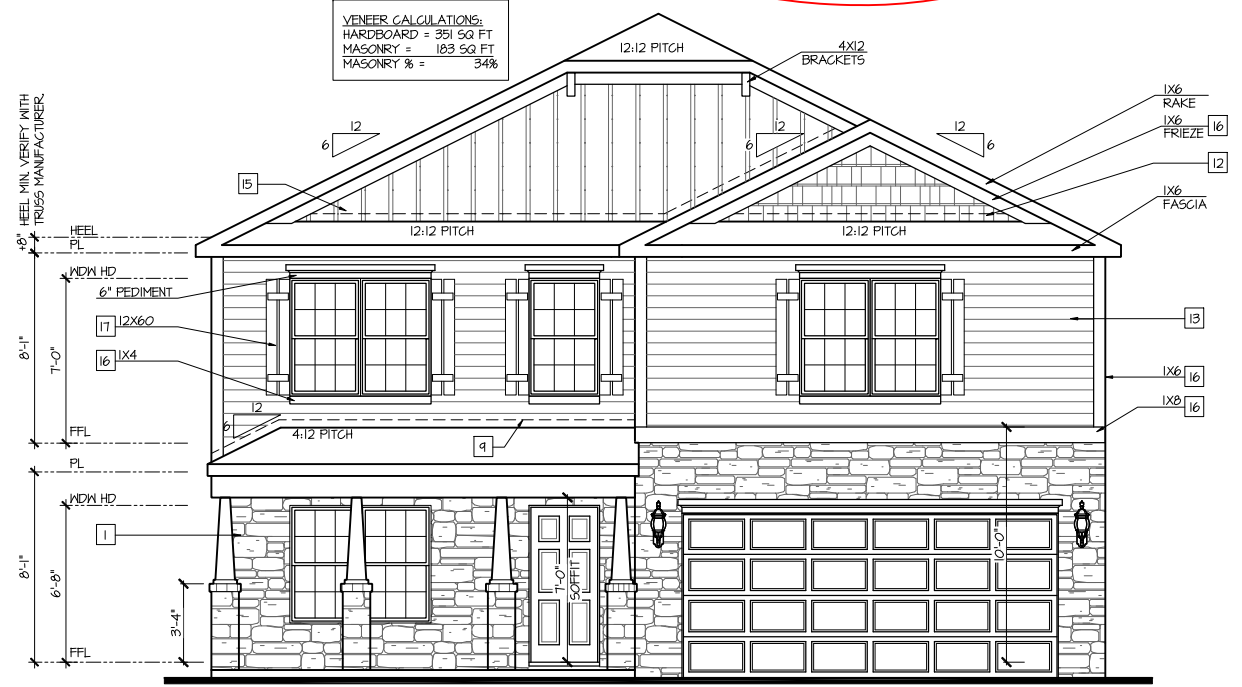 VENEER CALCULATIONS:
HARDBOARD = 351 SQ FT
MASONRY = 183 SQ FT
MASONRY % = 34%
12:12 PITCH
4X12
BRACKETS
+8" HEEL MIN. VERIFY WITH
TRUSS MANUFACTURER.
12
6
12
6
12
6
1X6
RAKE
1X6
FRIEZE 16
12
1X6
FASCIA
15
HEEL
PL
12:12 PITCH
12:12 PITCH
WDW HD
6" PEDIMENT
17 12X60
16 1X4
8'-1"
7'-0"
13
1X6 16
1X8 16
12
6
4:12 PITCH
9
FFL
PL
WDW HD
1
8'-1"
6'-8"
3'-4"
7'-0"
SOFFIT
10'-0"
FFL